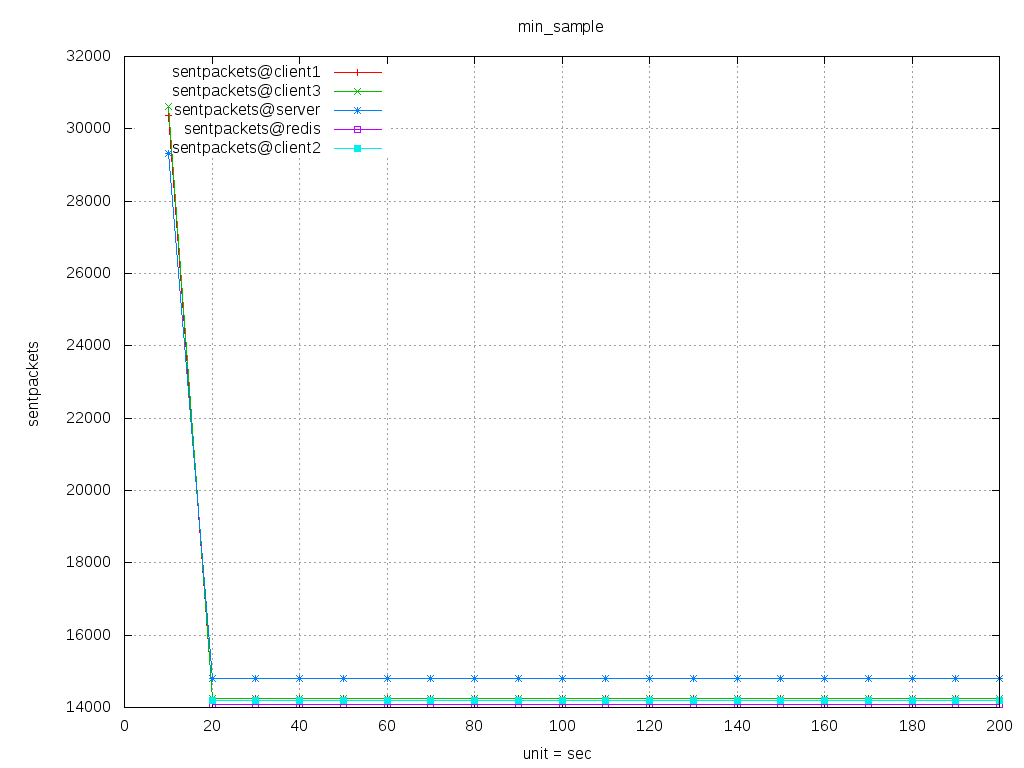 min_sample
32000
30000
28000
26000
24000
22000
20000
18000
16000
14000
sentpackets
sentpackets@client1
sentpackets@client3
sentpackets@server
sentpackets@redis
sentpackets@client2
0 20 40 60 80 100 120 140 160 180 200
unit = sec